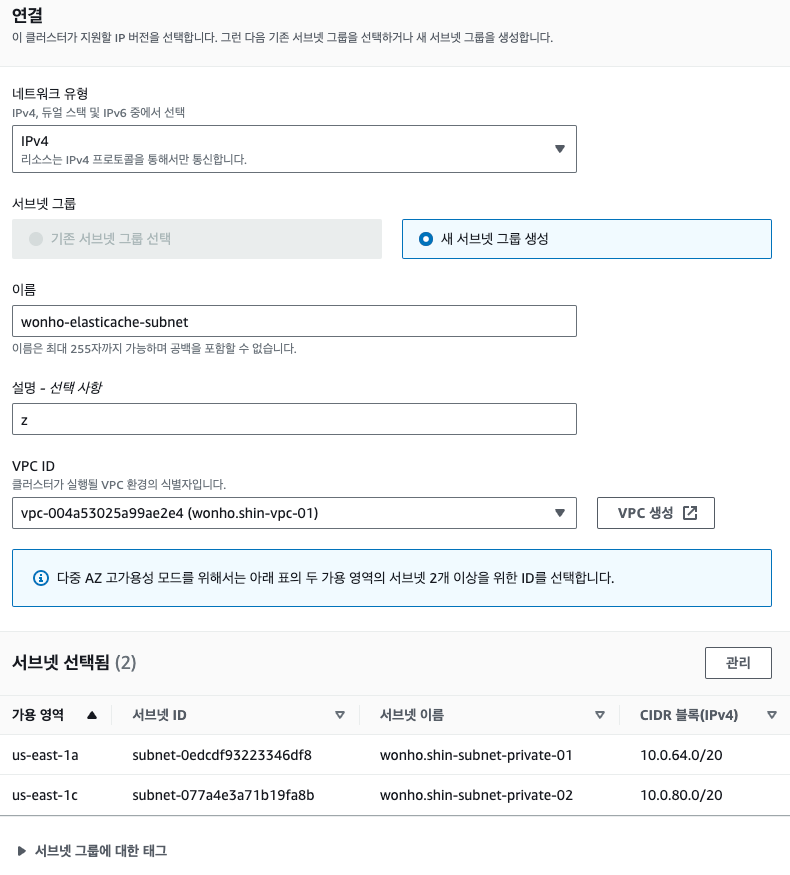 연결
이 클러스터가 지원할 IP 버전을 선택합니다. 그런 다음 기존 서브넷 그룹을 선택하거나 새 서브넷 그룹을 생성합니다.
네트워크 유형
IPv4, 듀얼 스택 및 IPv6 중에서 선택
IPv4
리소스는 IPv4 프로토콜을 통해서만 통신합니다.
서브넷 그룹
기존 서브넷 그룹 선택
새 서브넷 그룹 생성
이름
wonho-elasticache-subnet
이름은 최대 255자까지 가능하며 공백을 포함할 수 없습니다.
설명 - 선택 사항
z
VPC ID
클러스터가 실행될 VPC 환경의 식별자입니다.
vpc-004a53025a99ae2e4 (wonho.shin-vpc-01)
VPC 생성
다중 AZ 고가용성 모드를 위해서는 아래 표의 두 가용 영역의 서브넷 2개 이상을 위한 ID를 선택합니다.
서브넷 선택됨 (2)
관리
가용 영역 서브넷 ID 서브넷 이름 CIDR 블록(IPv4)
us-east-1a subnet-0edcdf93223346df8 wonho.shin-subnet-private-01 10.0.64.0/20
us-east-1c subnet-077a4e3a71b19fa8b wonho.shin-subnet-private-02 10.0.80.0/20
서브넷 그룹에 대한 태그